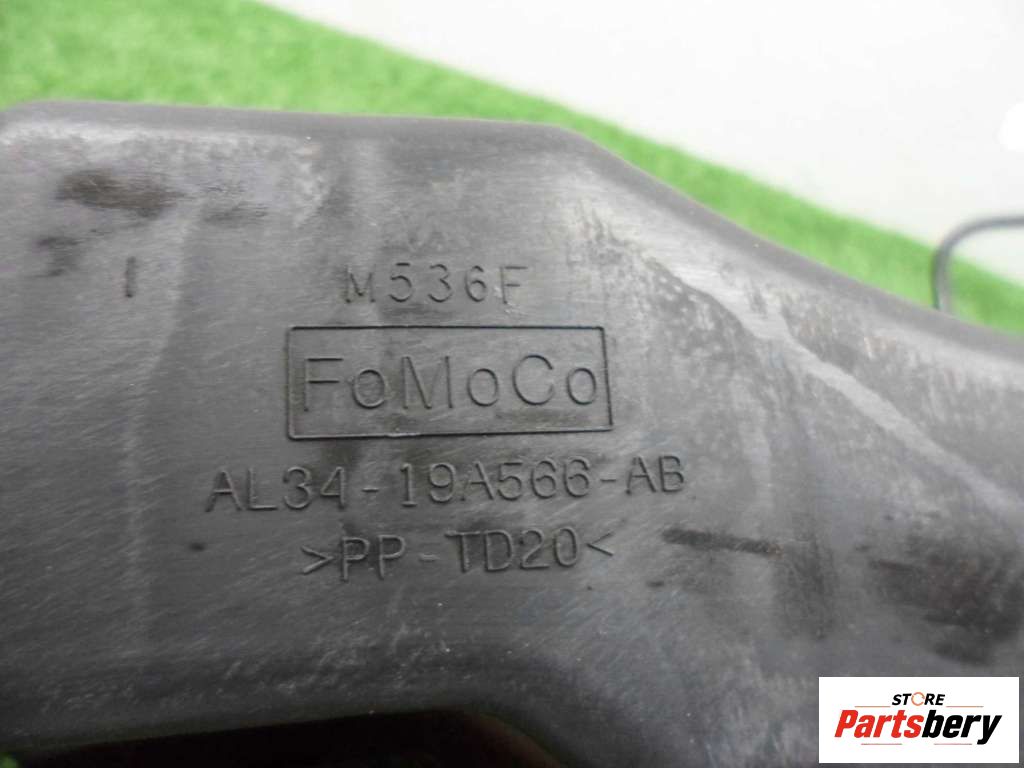 M536F
FoMoCo
AL34-19A566-AB
>PP-TD20<
STORE
Partsbery